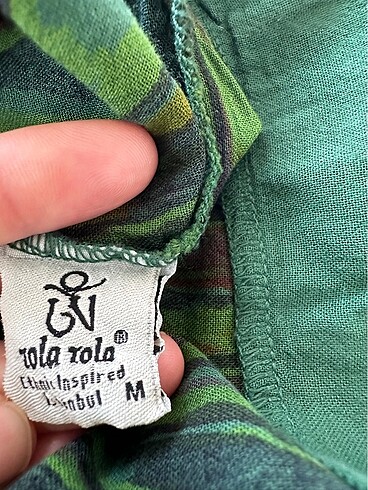 rola rola®
Ethnic Inspired
Istanbul
M